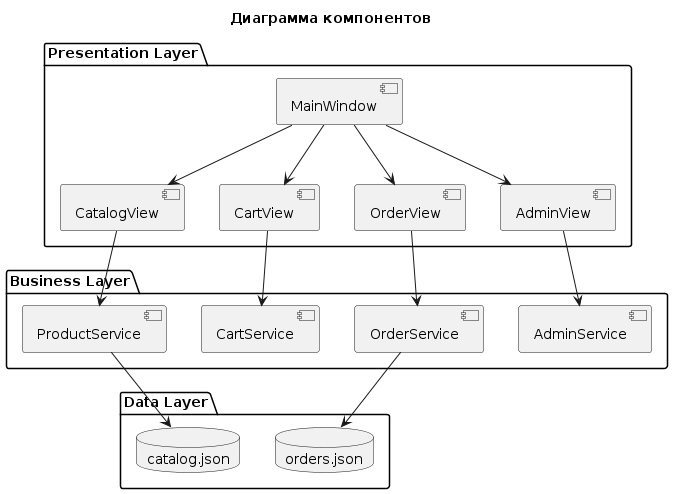 Диаграмма компонентов
Presentation Layer
MainWindow
CatalogView
CartView
OrderView
AdminView
Business Layer
ProductService
CartService
OrderService
AdminService
Data Layer
catalog.json
orders.json